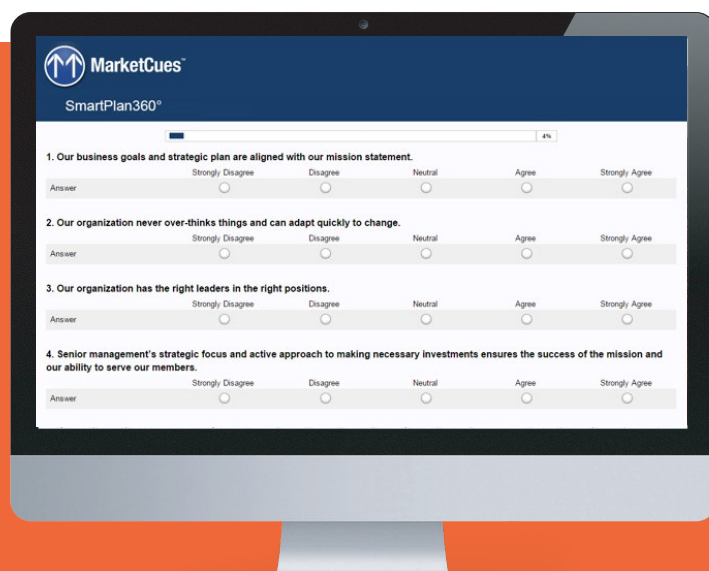 MarketCues™
SmartPlan360°
4%
1. Our business goals and strategic plan are aligned with our mission statement.
Strongly Disagree Disagree Neutral Agree Strongly Agree
Answer
2. Our organization never over-thinks things and can adapt quickly to change.
Strongly Disagree Disagree Neutral Agree Strongly Agree
Answer
3. Our organization has the right leaders in the right positions.
Strongly Disagree Disagree Neutral Agree Strongly Agree
Answer
4. Senior management's strategic focus and active approach to making necessary investments ensures the success of the mission and
our ability to serve our members.
Strongly Disagree Disagree Neutral Agree Strongly Agree
Answer